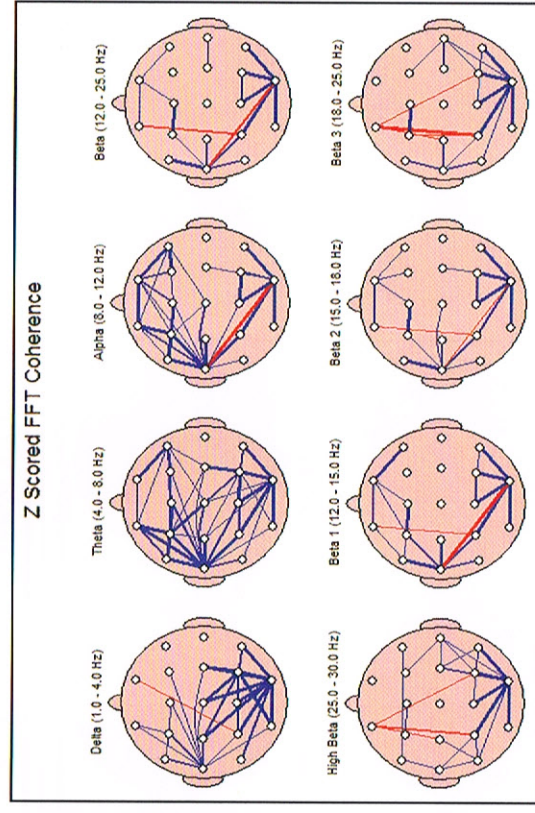 Z Scored FFT Coherence
Delta (1.0 - 4.0 Hz)
Theta (4.0 - 8.0 Hz)
Alpha (8.0 - 12.0 Hz)
Beta (12.0 - 25.0 Hz)
High Beta (25.0 - 30.0 Hz)
Beta 1 (12.0 - 15.0 Hz)
Beta 2 (15.0 - 18.0 Hz)
Beta 3 (18.0 - 25.0 Hz)